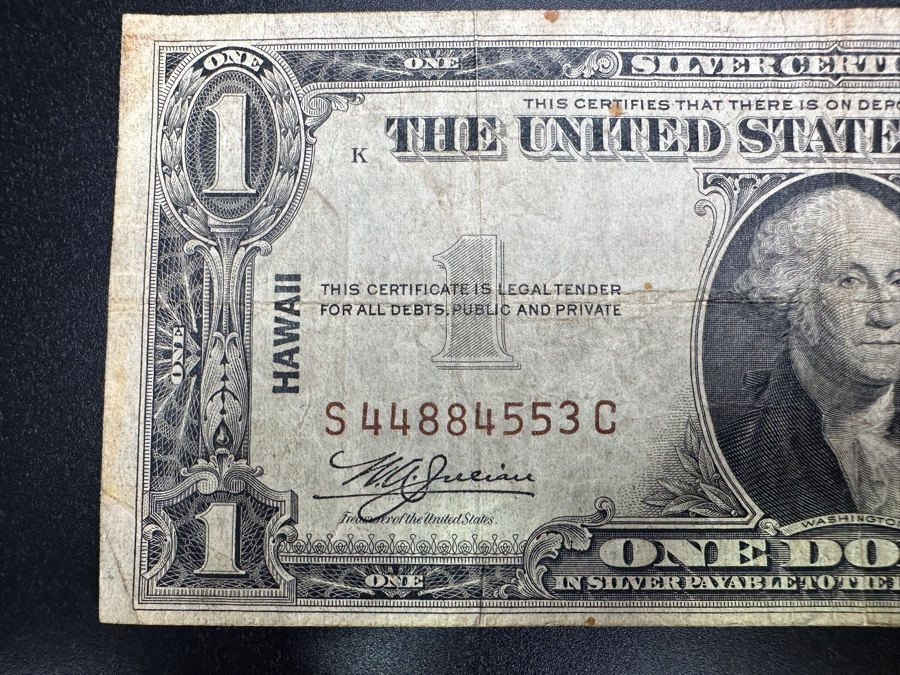 ONE
ONE
SILVER CERTI
1
THIS CERTIFIES THAT THERE IS ON DEPO
K
THE UNITED STATE
1
HAWAII
THIS CERTIFICATE IS LEGAL TENDER
FOR ALL DEBTS, PUBLIC AND PRIVATE
ONE
S44884553C
W.A. Julian
Treasurer of the United States.
WASHINGTO
1
ONE DO
ONE
IN SILVER PAYABLE TO THE